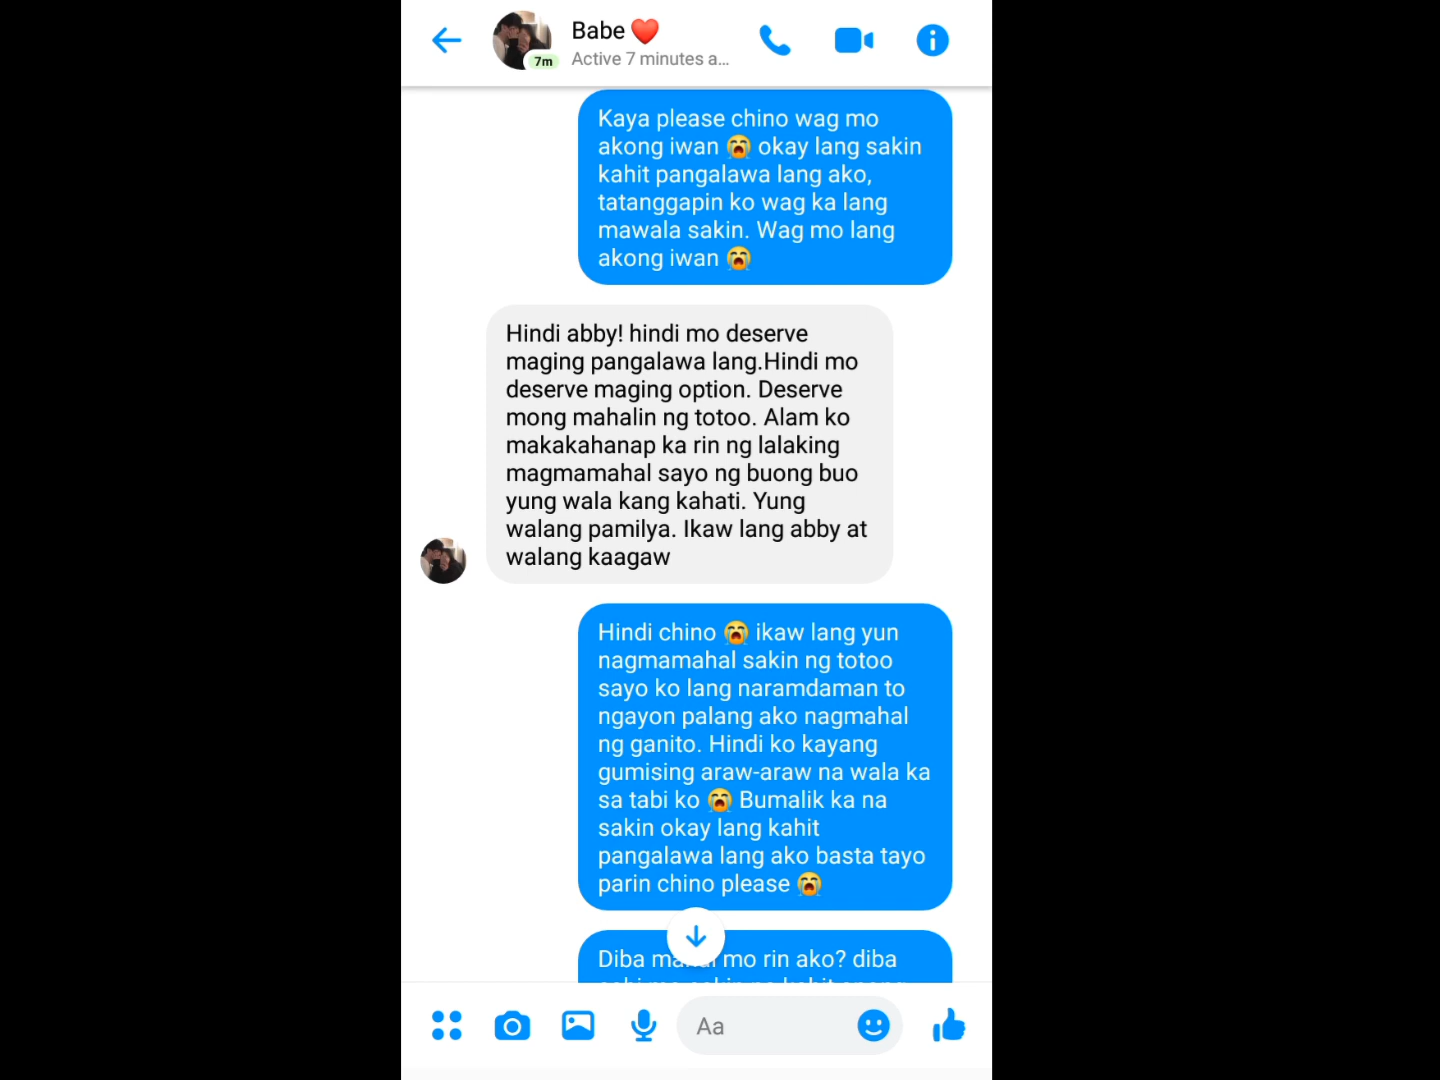 Babe ❤️
7m
Active 7 minutes a...
Kaya please chino wag mo
akong iwan 😭 okay lang sakin
kahit pangalawa lang ako,
tatanggapin ko wag ka lang
mawala sakin. Wag mo lang
akong iwan 😭
Hindi abby! hindi mo deserve
maging pangalawa lang.Hindi mo
deserve maging option. Deserve
mong mahalin ng totoo. Alam ko
makakahanap ka rin ng lalaking
magmamahal sayo ng buong buo
yung wala kang kahati. Yung
walang pamilya. Ikaw lang abby at
walang kaagaw
Hindi chino 😭 ikaw lang yun
nagmamahal sakin ng totoo
sayo ko lang naramdaman to
ngayon palang ako nagmahal
ng ganito. Hindi ko kayang
gumising araw-araw na wala ka
sa tabi ko 😭 Bumalik ka na
sakin okay lang kahit
pangalawa lang ako basta tayo
parin chino please 😭
Diba mahal mo rin ako? diba
Aa